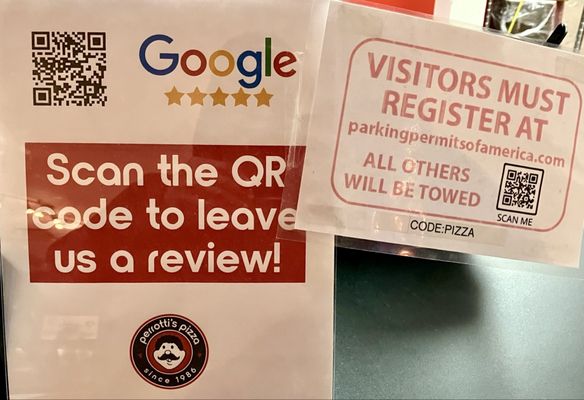 Google
Scan the QR
code to leave
us a review!
perrotti's pizza
since 1986
VISITORS MUST
REGISTER AT
parkingpermitsofamerica.com
ALL OTHERS
WILL BE TOWED
SCAN ME
CODE:PIZZA